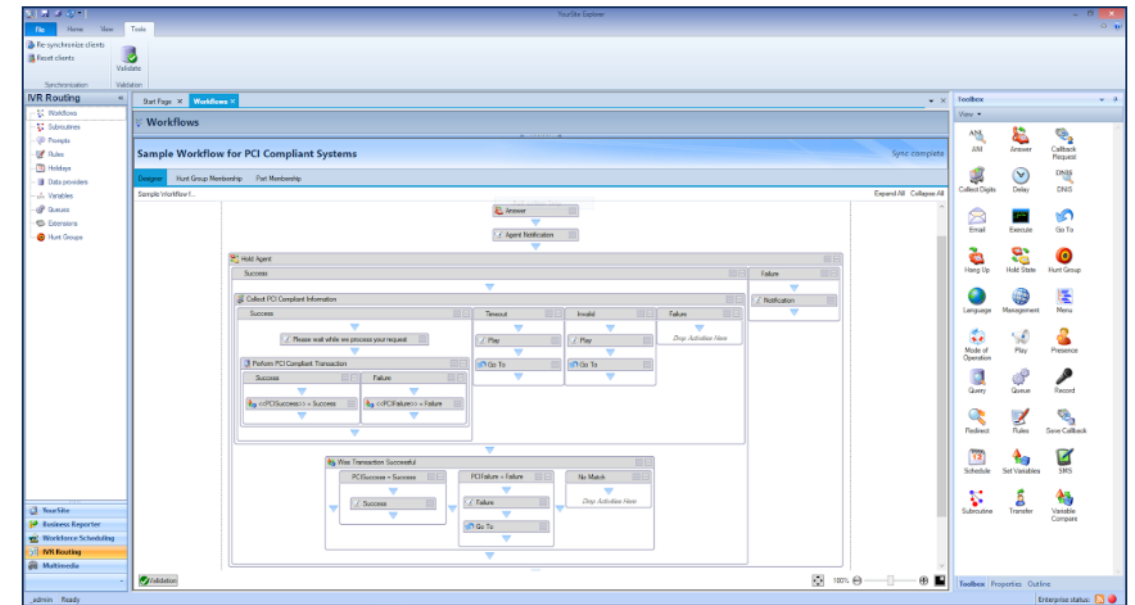 YourSite Explorer
File Home View Tools
Re-synchronize clients
Reset clients
Validate
Synchronization Validation
IVR Routing «
Workflows
Subroutines
Prompts
Rules
Holidays
Data providers
Variables
Queues
Extensions
Hunt Groups
YourSite
Business Reporter
Workforce Scheduling
IVR Routing
Multimedia
_admin Ready
Start Page × Workflows ×
Workflows
Sample Workflow for PCI Compliant Systems
Sync complete
Designer Hunt Group Membership Port Membership
Sample Workflow f...
Expand All Collapse All
Answer
Agent Notification
Hold Agent
Success Failure
Notification
Collect PCI Compliant Information
Success Timeout Invalid Failure
Please wait while we process your request
Play Play Drop Activities Here
Go To Go To
Perform PCI Compliant Transaction
Success Failure
<<PCISuccess>> = Success <<PCIFailure>> = Failure
Was Transaction Successful
PCISuccess = Success PCIFailure = Failure No Match
Success Failure Drop Activities Here
Go To
Validation
100%
Toolbox
View
ANI Answer Callback Request
Collect Digits Delay DNIS
Email Execute Go To
Hang Up Hold State Hunt Group
Language Management Menu
Mode of Operation Play Presence
Query Queue Record
Redirect Rules Save Callback
Schedule Set Variables SMS
Subroutine Transfer Variable Compare
Toolbox Properties Outline
Enterprise status: